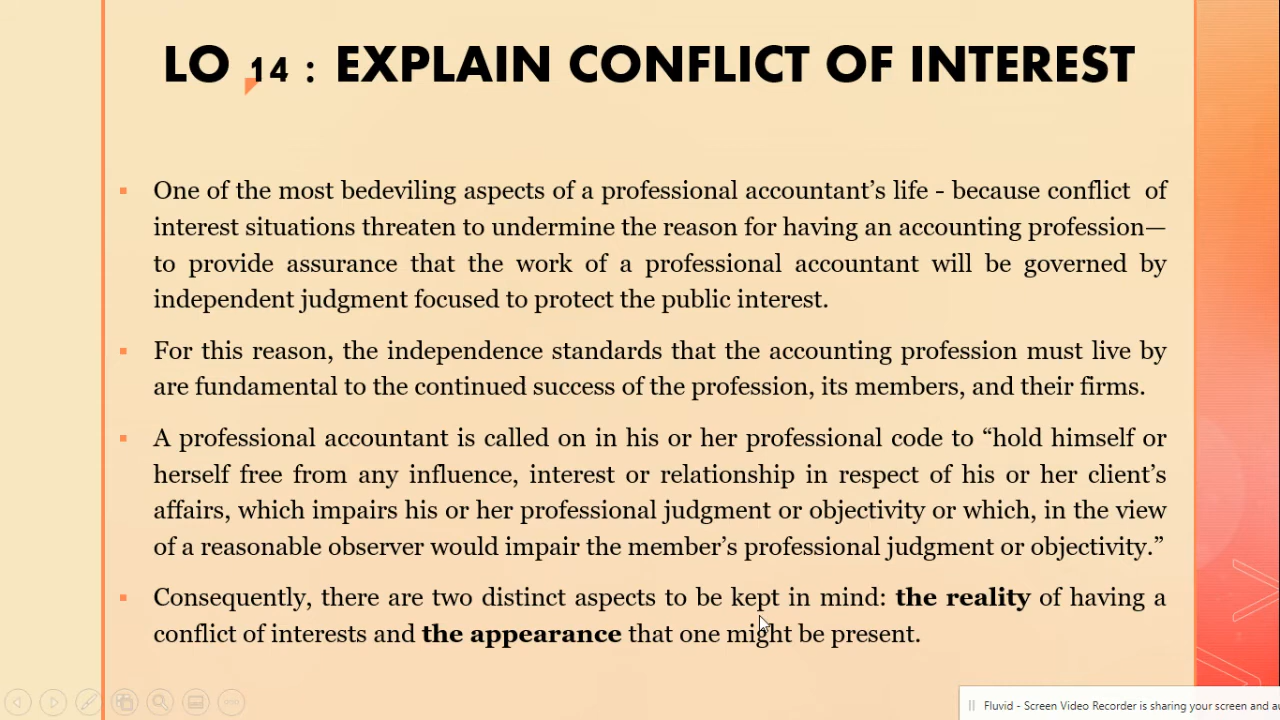 LO 14 : EXPLAIN CONFLICT OF INTEREST
▪ One of the most bedeviling aspects of a professional accountant’s life - because conflict of
interest situations threaten to undermine the reason for having an accounting profession—
to provide assurance that the work of a professional accountant will be governed by
independent judgment focused to protect the public interest.
▪ For this reason, the independence standards that the accounting profession must live by
are fundamental to the continued success of the profession, its members, and their firms.
▪ A professional accountant is called on in his or her professional code to “hold himself or
herself free from any influence, interest or relationship in respect of his or her client’s
affairs, which impairs his or her professional judgment or objectivity or which, in the view
of a reasonable observer would impair the member’s professional judgment or objectivity.”
▪ Consequently, there are two distinct aspects to be kept in mind: the reality of having a
conflict of interests and the appearance that one might be present.
Fluvid - Screen Video Recorder is sharing your screen and